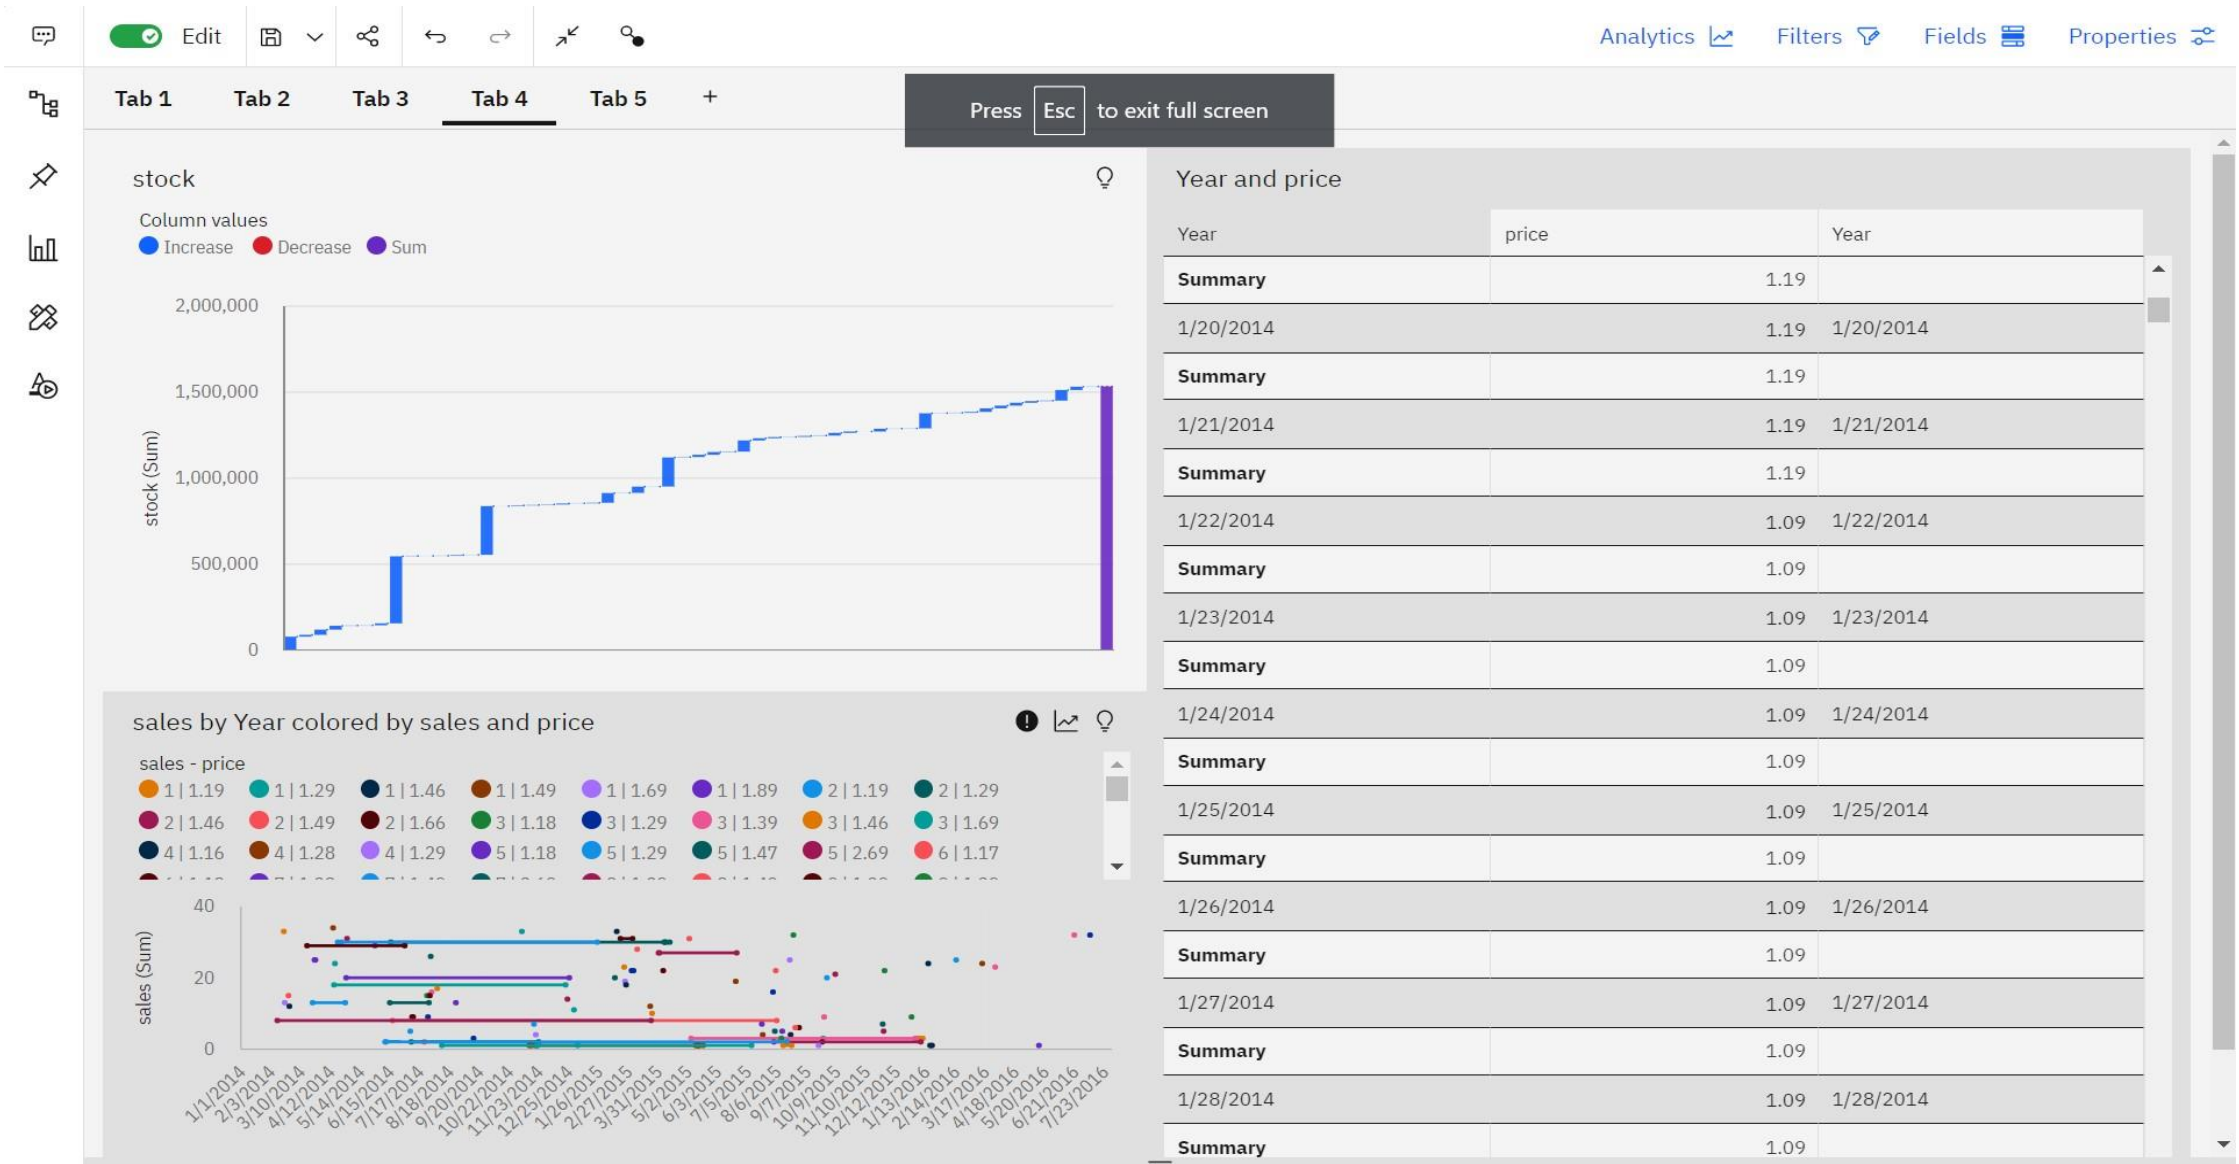 Edit
Analytics Filters Fields Properties
Tab 1 Tab 2 Tab 3 Tab 4 Tab 5 +
Press Esc to exit full screen
stock
Column values
Increase Decrease Sum
2,000,000
1,500,000
1,000,000
500,000
0
stock (Sum)
sales by Year colored by sales and price
sales - price
1 | 1.19 1 | 1.29 1 | 1.46 1 | 1.49 1 | 1.69 1 | 1.89 2 | 1.19 2 | 1.29
2 | 1.46 2 | 1.49 2 | 1.66 3 | 1.18 3 | 1.29 3 | 1.39 3 | 1.46 3 | 1.69
4 | 1.16 4 | 1.28 4 | 1.29 5 | 1.18 5 | 1.29 5 | 1.47 5 | 2.69 6 | 1.17
40
20
0
sales (Sum)
1/1/2014 2/3/2014 3/10/2014 4/12/2014 5/14/2014 6/15/2014 7/17/2014 8/18/2014 9/20/2014 10/22/2014 11/23/2014 12/25/2014 1/26/2015 2/27/2015 3/31/2015 5/2/2015 6/3/2015 7/5/2015 8/6/2015 9/7/2015 10/9/2015 11/10/2015 12/12/2015 1/13/2016 2/14/2016 3/17/2016 4/18/2016 5/20/2016 6/21/2016 7/23/2016
Year and price
Year price Year
Summary 1.19
1/20/2014 1.19 1/20/2014
Summary 1.19
1/21/2014 1.19 1/21/2014
Summary 1.19
1/22/2014 1.09 1/22/2014
Summary 1.09
1/23/2014 1.09 1/23/2014
Summary 1.09
1/24/2014 1.09 1/24/2014
Summary 1.09
1/25/2014 1.09 1/25/2014
Summary 1.09
1/26/2014 1.09 1/26/2014
Summary 1.09
1/27/2014 1.09 1/27/2014
Summary 1.09
1/28/2014 1.09 1/28/2014
Summary 1.09